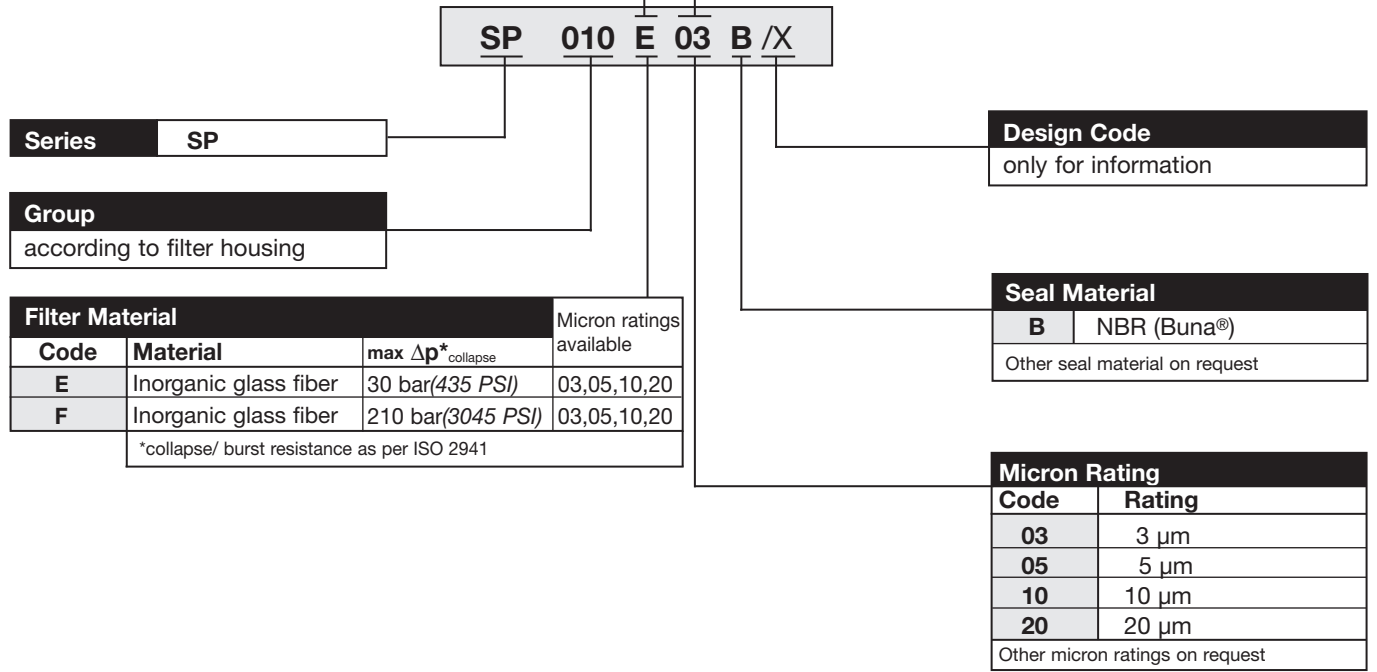 SP 010 E 03 B /X
Series SP
Group
according to filter housing
Filter Material Micron ratings available
Code Material max Δp*collapse
E Inorganic glass fiber 30 bar(435 PSI) 03,05,10,20
F Inorganic glass fiber 210 bar(3045 PSI) 03,05,10,20
*collapse/ burst resistance as per ISO 2941
Design Code
only for information
Seal Material
B NBR (Buna®)
Other seal material on request
Micron Rating
Code Rating
03 3 µm
05 5 µm
10 10 µm
20 20 µm
Other micron ratings on request